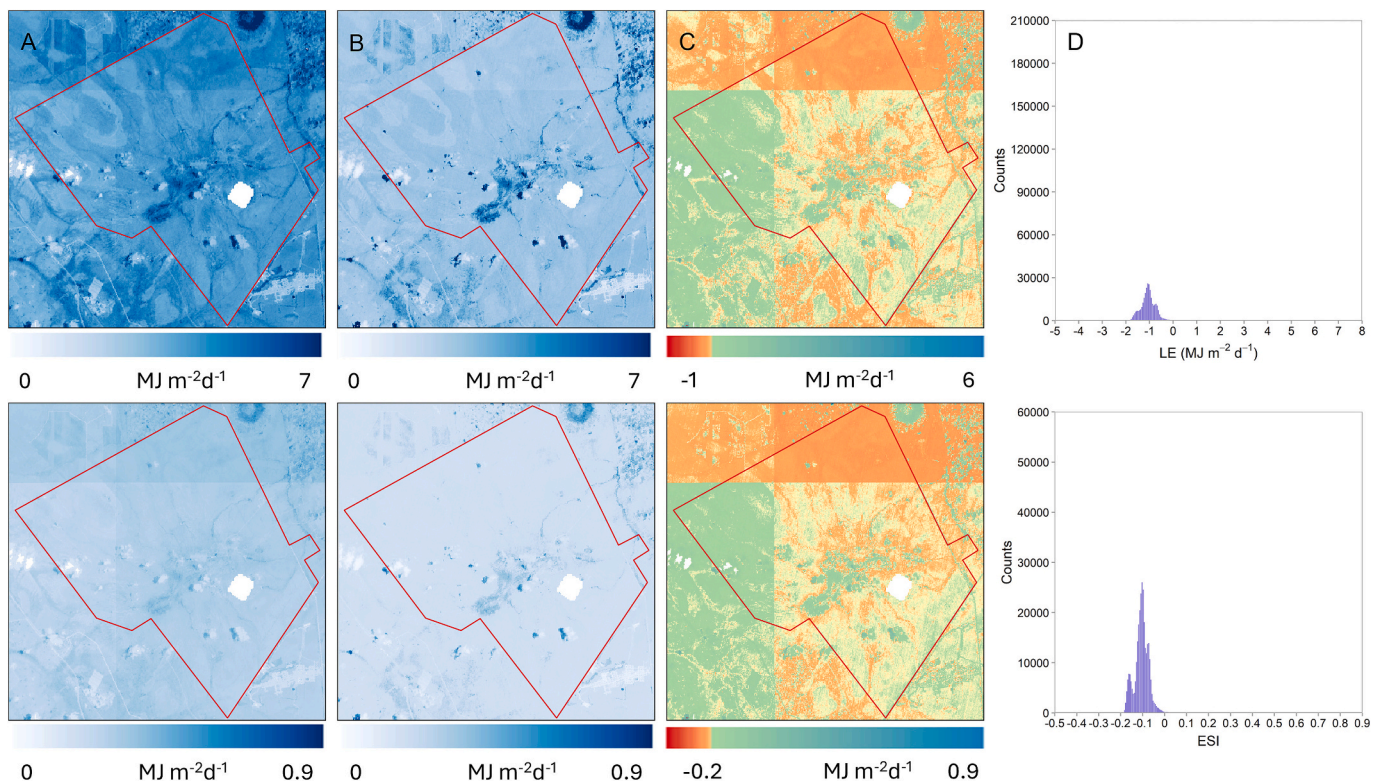 A
B
C
D
210000
180000
150000
120000
90000
60000
30000
0
Counts
-5 -4 -3 -2 -1 0 1 2 3 4 5 6 7 8
LE (MJ m⁻² d⁻¹)
0 MJ m⁻²d⁻¹ 7
0 MJ m⁻²d⁻¹ 7
-1 MJ m⁻²d⁻¹ 6
60000
50000
40000
30000
20000
10000
0
Counts
-0.5 -0.4 -0.3 -0.2 -0.1 0 0.1 0.2 0.3 0.4 0.5 0.6 0.7 0.8 0.9
ESI
0 MJ m⁻²d⁻¹ 0.9
0 MJ m⁻²d⁻¹ 0.9
-0.2 MJ m⁻²d⁻¹ 0.9